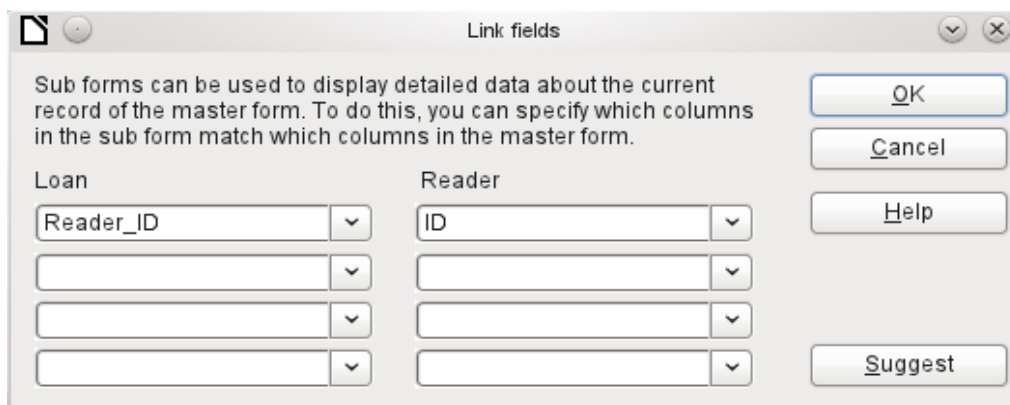 Link fields
Sub forms can be used to display detailed data about the current
record of the master form. To do this, you can specify which columns
in the sub form match which columns in the master form.
OK
Cancel
Loan Reader
Reader_ID ID
Help
Suggest